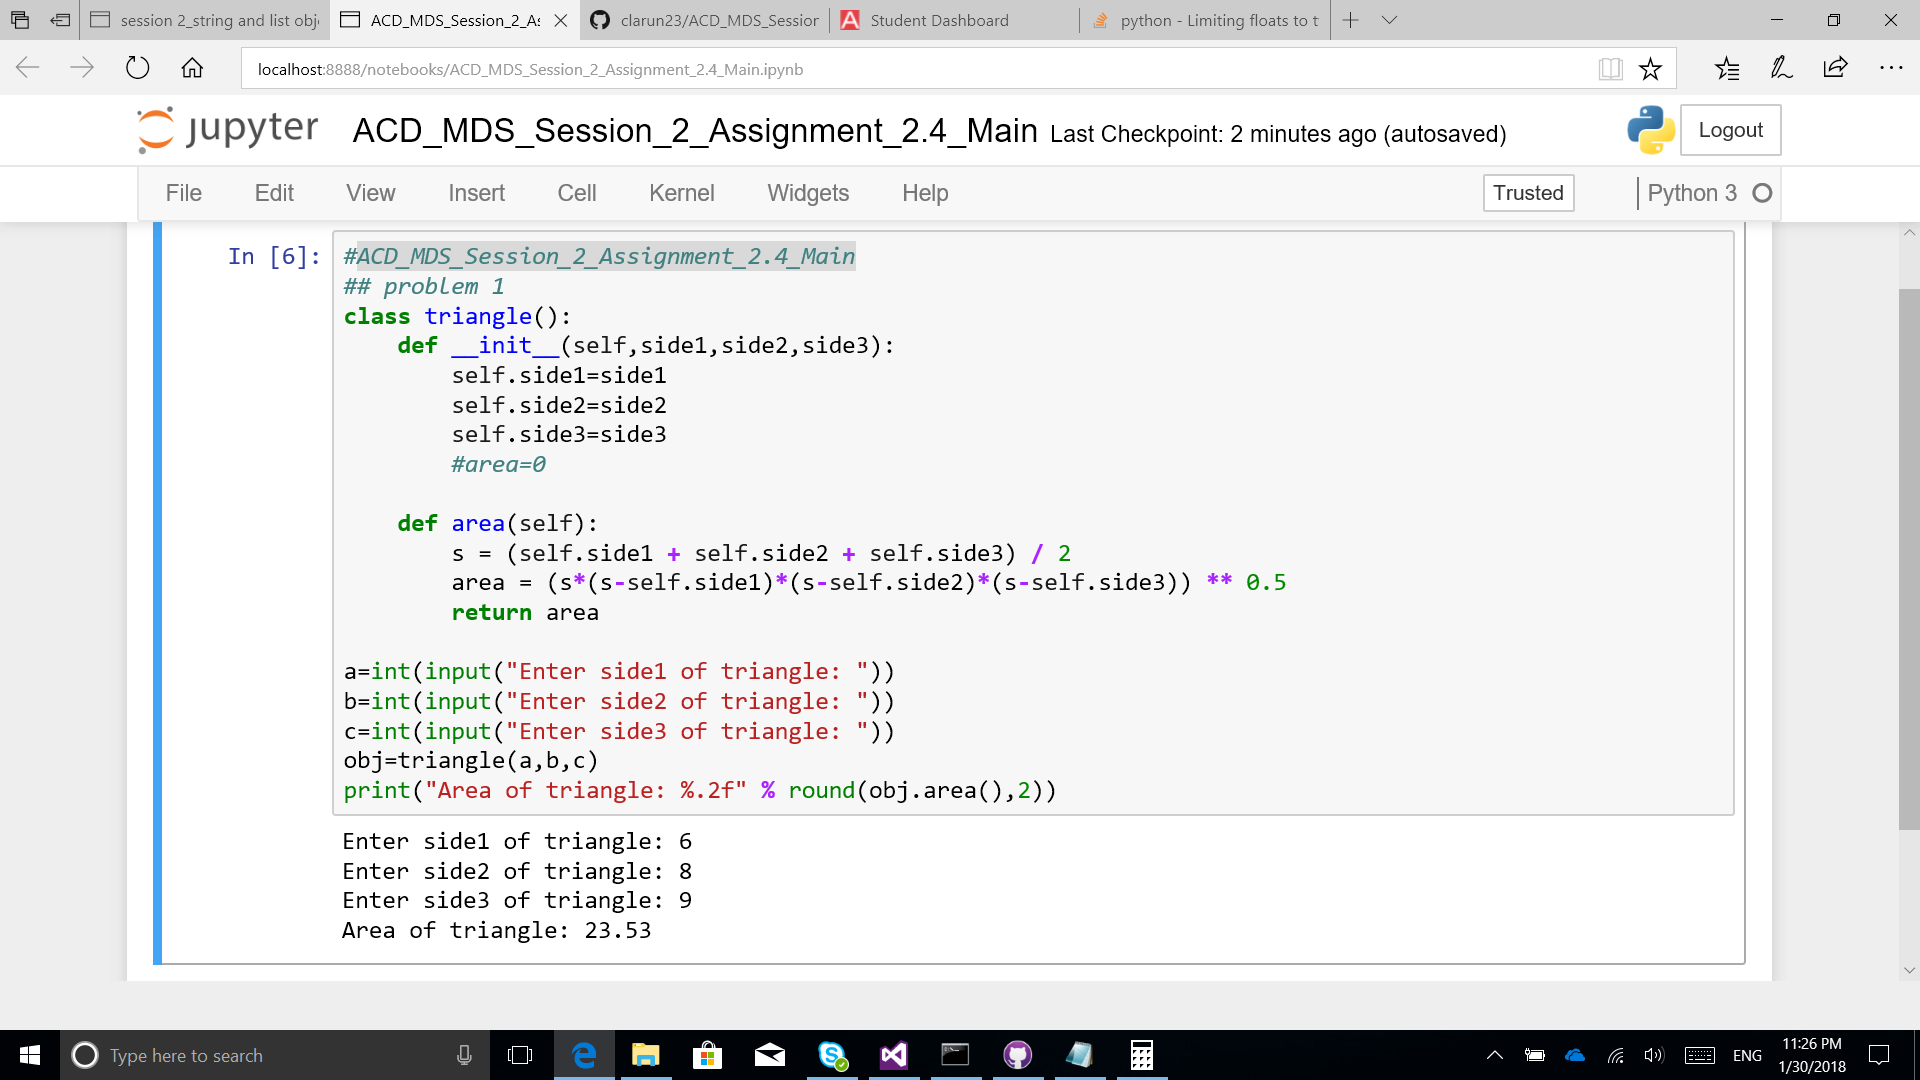 session 2_string and list obj
ACD_MDS_Session_2_As
clarun23/ACD_MDS_Session
Student Dashboard
python - Limiting floats to t
localhost:8888/notebooks/ACD_MDS_Session_2_Assignment_2.4_Main.ipynb
jupyter
ACD_MDS_Session_2_Assignment_2.4_Main Last Checkpoint: 2 minutes ago (autosaved)
Logout
File Edit View Insert Cell Kernel Widgets Help
Trusted
Python 3
In [6]:
#ACD_MDS_Session_2_Assignment_2.4_Main
## problem 1
class triangle():
    def __init__(self,side1,side2,side3):
        self.side1=side1
        self.side2=side2
        self.side3=side3
        #area=0
    def area(self):
        s = (self.side1 + self.side2 + self.side3) / 2
        area = (s*(s-self.side1)*(s-self.side2)*(s-self.side3)) ** 0.5
        return area
a=int(input("Enter side1 of triangle: "))
b=int(input("Enter side2 of triangle: "))
c=int(input("Enter side3 of triangle: "))
obj=triangle(a,b,c)
print("Area of triangle: %.2f" % round(obj.area(),2))
Enter side1 of triangle: 6
Enter side2 of triangle: 8
Enter side3 of triangle: 9
Area of triangle: 23.53
Type here to search
ENG
11:26 PM
1/30/2018